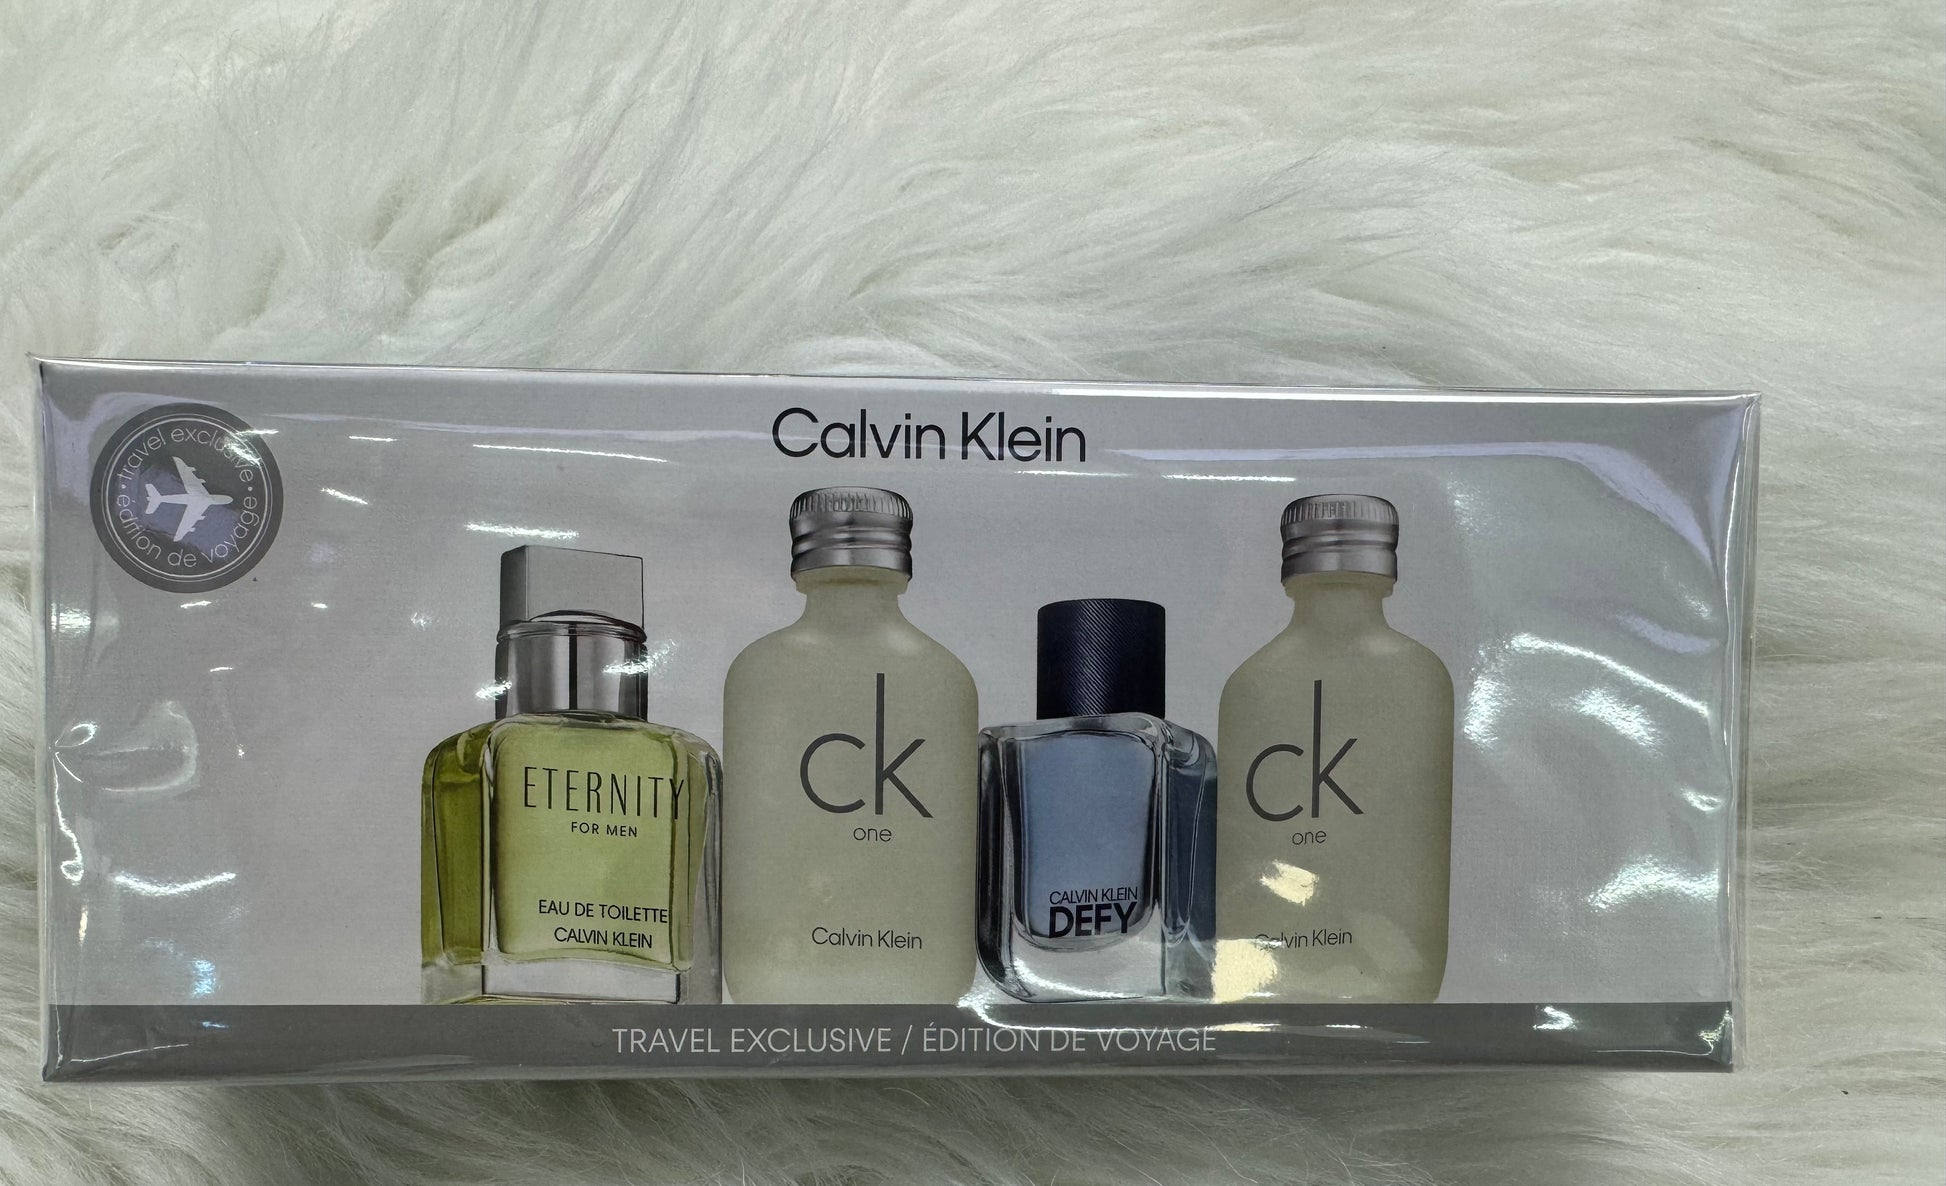 Calvin Klein
• travel exclusive •
édition de voyage
ETERNITY
FOR MEN
EAU DE TOILETTE
CALVIN KLEIN
ck
one
Calvin Klein
CALVIN KLEIN
DEFY
ck
one
Calvin Klein
TRAVEL EXCLUSIVE / ÉDITION DE VOYAGE